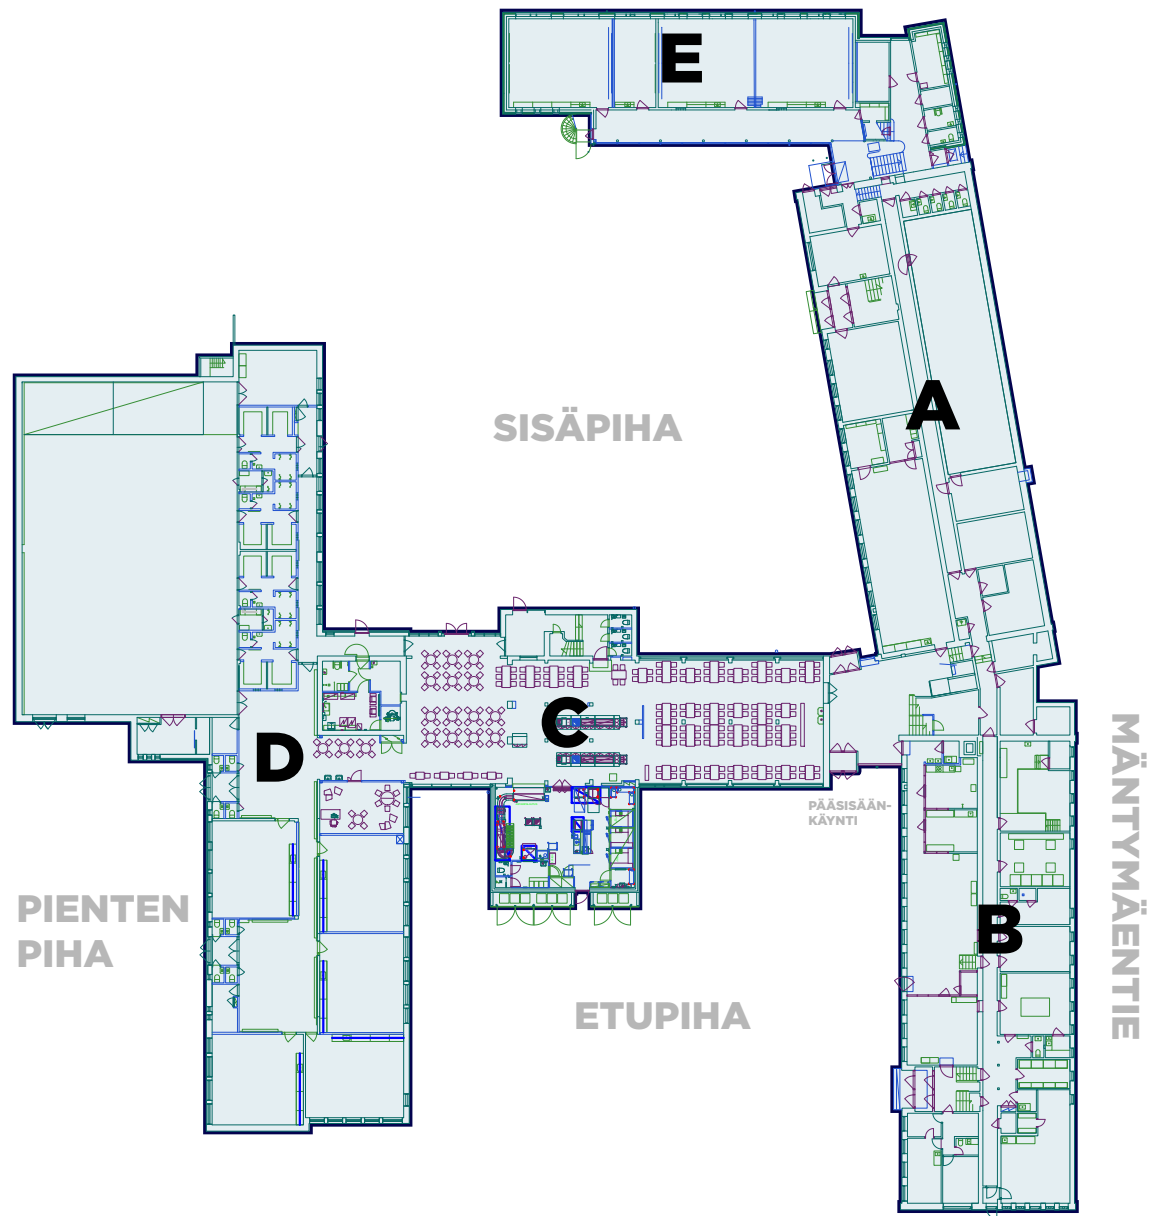 E
A
SISÄPIHA
C
D
PÄÄSISÄÄN-
KÄYNTI
MÄNTYMÄENTIE
PIENTEN
PIHA
B
ETUPIHA